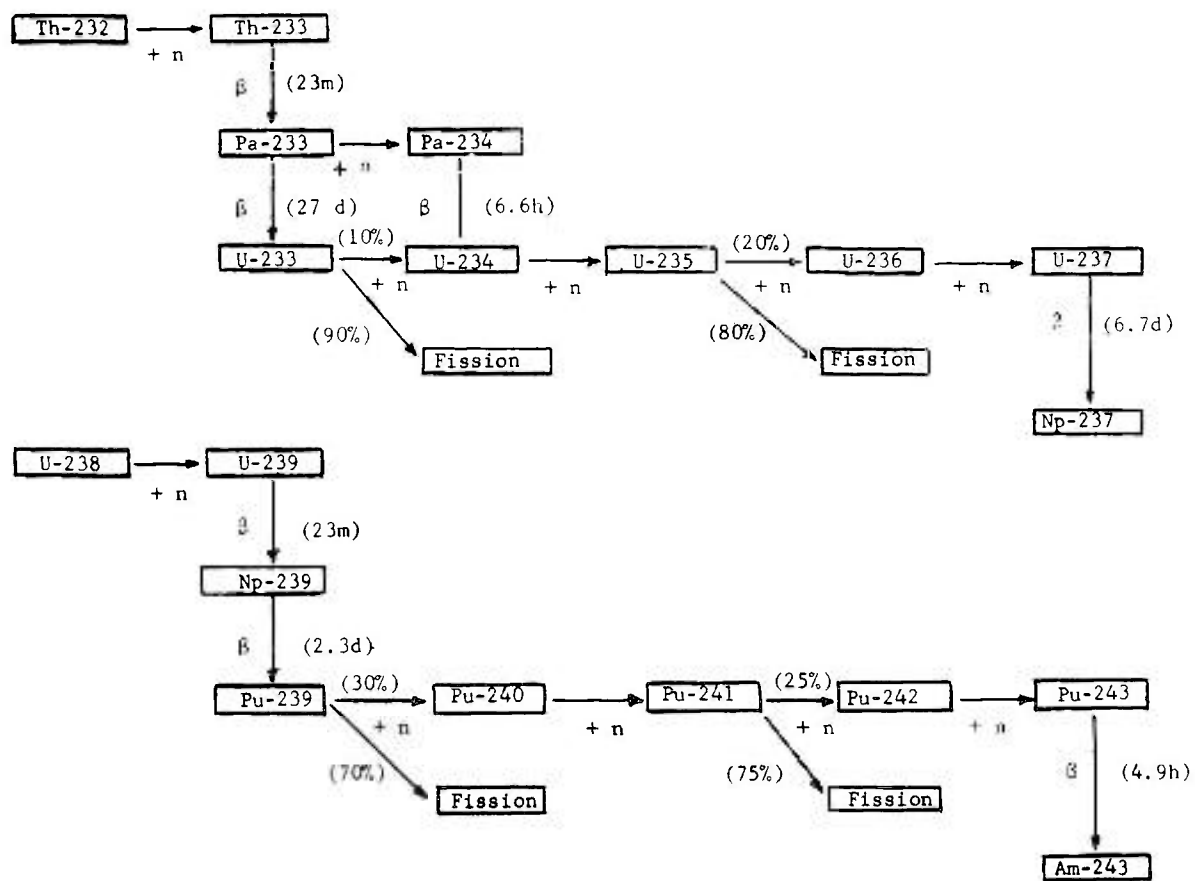 Th-232 Th-233
+ n
β (23m)
Pa-233 Pa-234
+ n
β (27 d) β (6.6h)
(10%) (20%)
U-233 U-234 U-235 U-236 U-237
+ n + n + n + n
(90%) (80%) β (6.7d)
Fission Fission
Np-237
U-238 U-239
+ n
β (23m)
Np-239
β (2.3d)
(30%) (25%)
Pu-239 Pu-240 Pu-241 Pu-242 Pu-243
+ n + n + n + n
(70%) (75%) β (4.9h)
Fission Fission
Am-243